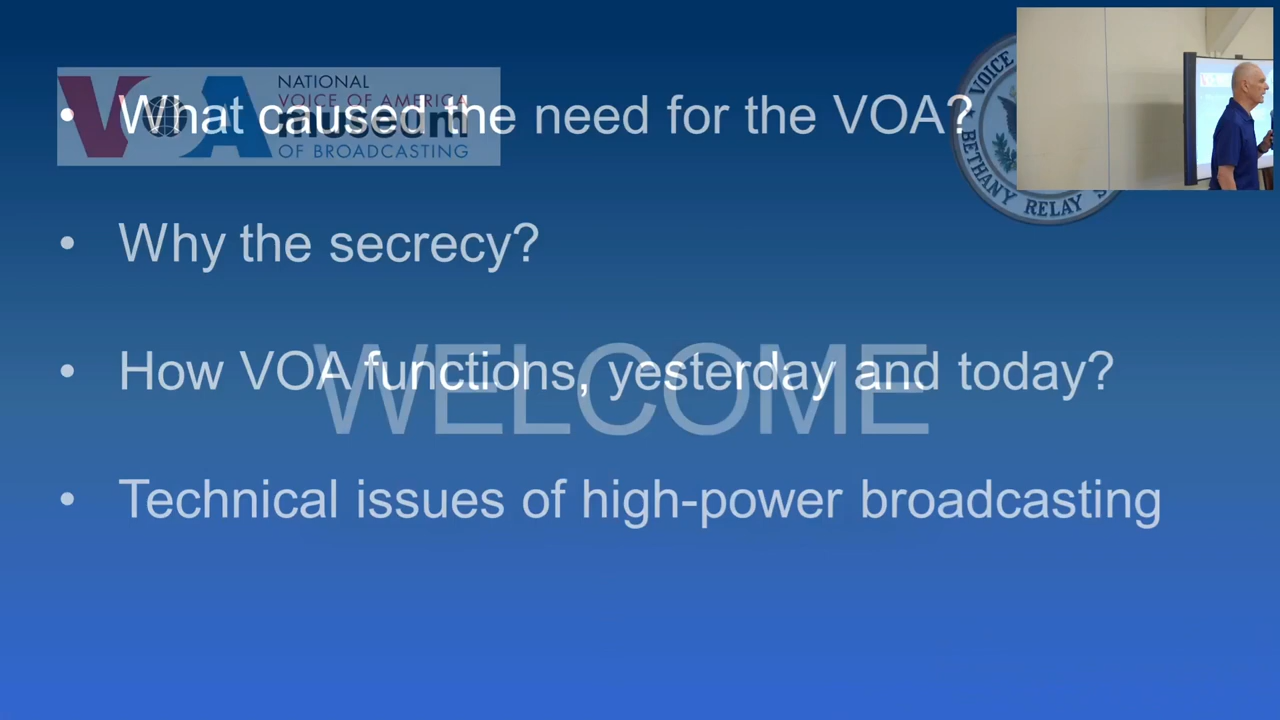 NATIONAL
VOICE OF AMERICA
museum
OF BROADCASTING
VOA
VOICE
BETHANY RELAY
• What caused the need for the VOA?
• Why the secrecy?
• How VOA functions, yesterday and today?
WELCOME
• Technical issues of high-power broadcasting